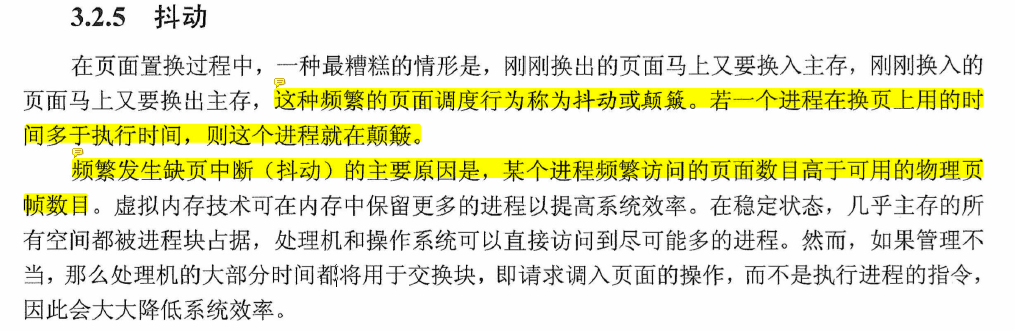 3.2.5 抖动
在页面置换过程中，一种最糟糕的情形是，刚刚换出的页面马上又要换入主存，刚刚换入的
页面马上又要换出主存，这种频繁的页面调度行为称为抖动或颠簸。若一个进程在换页上用的时
间多于执行时间，则这个进程就在颠簸。
频繁发生缺页中断（抖动）的主要原因是，某个进程频繁访问的页面数目高于可用的物理页
帧数目。虚拟内存技术可在内存中保留更多的进程以提高系统效率。在稳定状态，几乎主存的所
有空间都被进程块占据，处理机和操作系统可以直接访问到尽可能多的进程。然而，如果管理不
当，那么处理机的大部分时间都将用于交换块，即请求调入页面的操作，而不是执行进程的指令，
因此会大大降低系统效率。